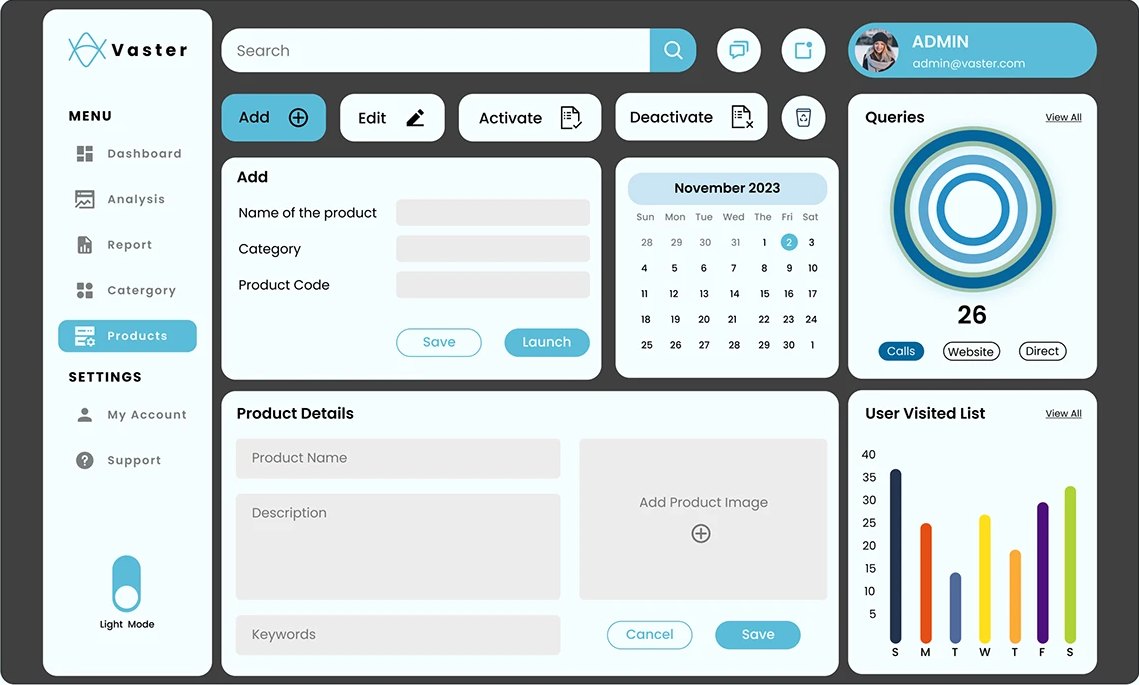 Vaster
Search
ADMIN
admin@vaster.com
MENU
Dashboard
Analysis
Report
Catergory
Products
SETTINGS
My Account
? Support
Light Mode
Add
Edit
Activate
Deactivate
Add
Name of the product
Category
Product Code
Save
Launch
November 2023
Sun Mon Tue Wed The Fri Sat
28 29 30 31 1 2 3
4 5 6 7 8 9 10
11 12 13 14 15 16 17
18 19 20 21 22 23 24
25 26 27 28 29 30 1
Queries
View All
26
Calls
Website
Direct
Product Details
Product Name
Description
Keywords
Add Product Image
Cancel
Save
User Visited List
View All
40
35
30
25
20
15
10
5
S M T W T F S